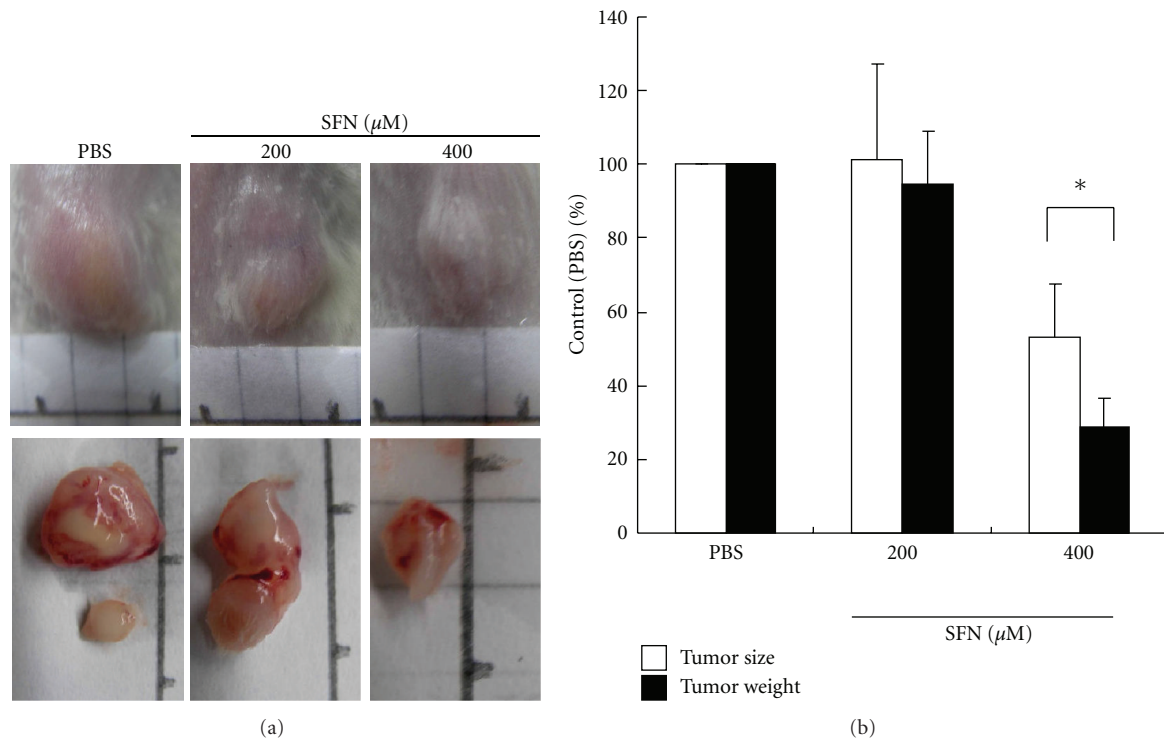 SFN (μM)
PBS
200
400
(a)
140
120
100
80
60
40
20
0
Control (PBS) (%)
*
PBS
200
400
SFN (μM)
Tumor size
Tumor weight
(b)